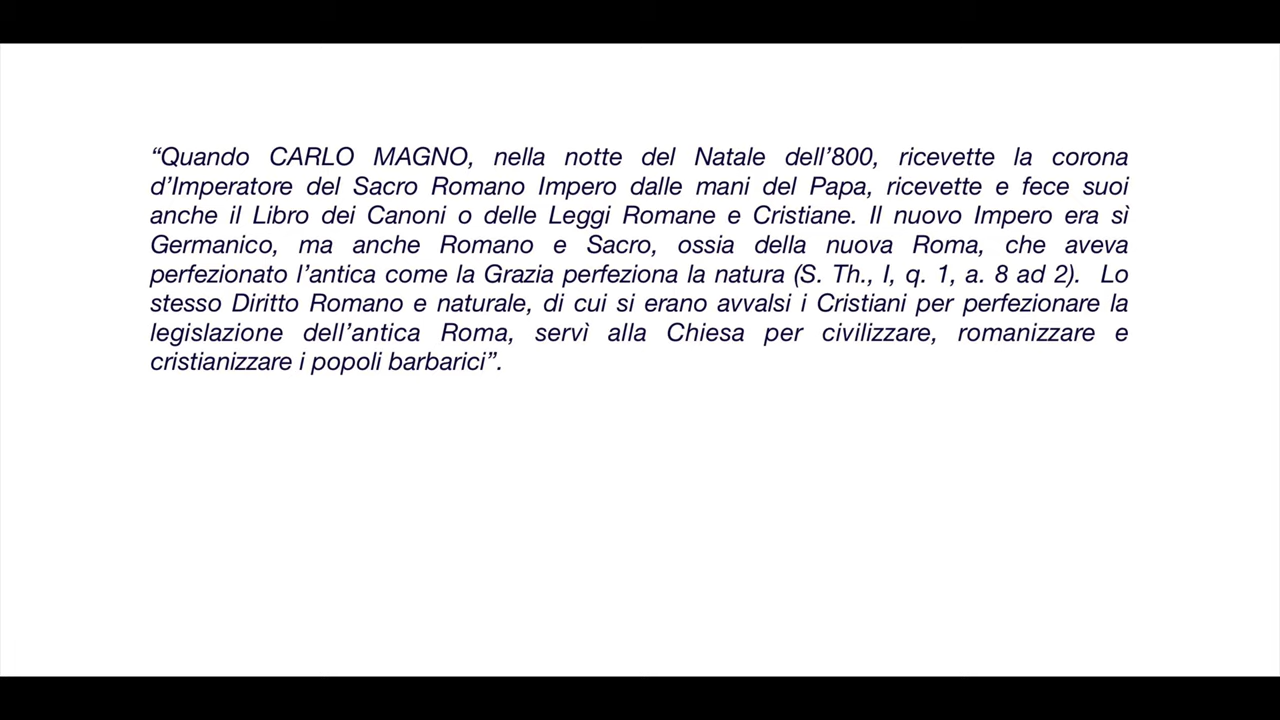 “Quando CARLO MAGNO, nella notte del Natale dell’800, ricevette la corona
d’Imperatore del Sacro Romano Impero dalle mani del Papa, ricevette e fece suoi
anche il Libro dei Canoni o delle Leggi Romane e Cristiane. Il nuovo Impero era sì
Germanico, ma anche Romano e Sacro, ossia della nuova Roma, che aveva
perfezionato l’antica come la Grazia perfeziona la natura (S. Th., I, q. 1, a. 8 ad 2). Lo
stesso Diritto Romano e naturale, di cui si erano avvalsi i Cristiani per perfezionare la
legislazione dell’antica Roma, servì alla Chiesa per civilizzare, romanizzare e
cristianizzare i popoli barbarici”.